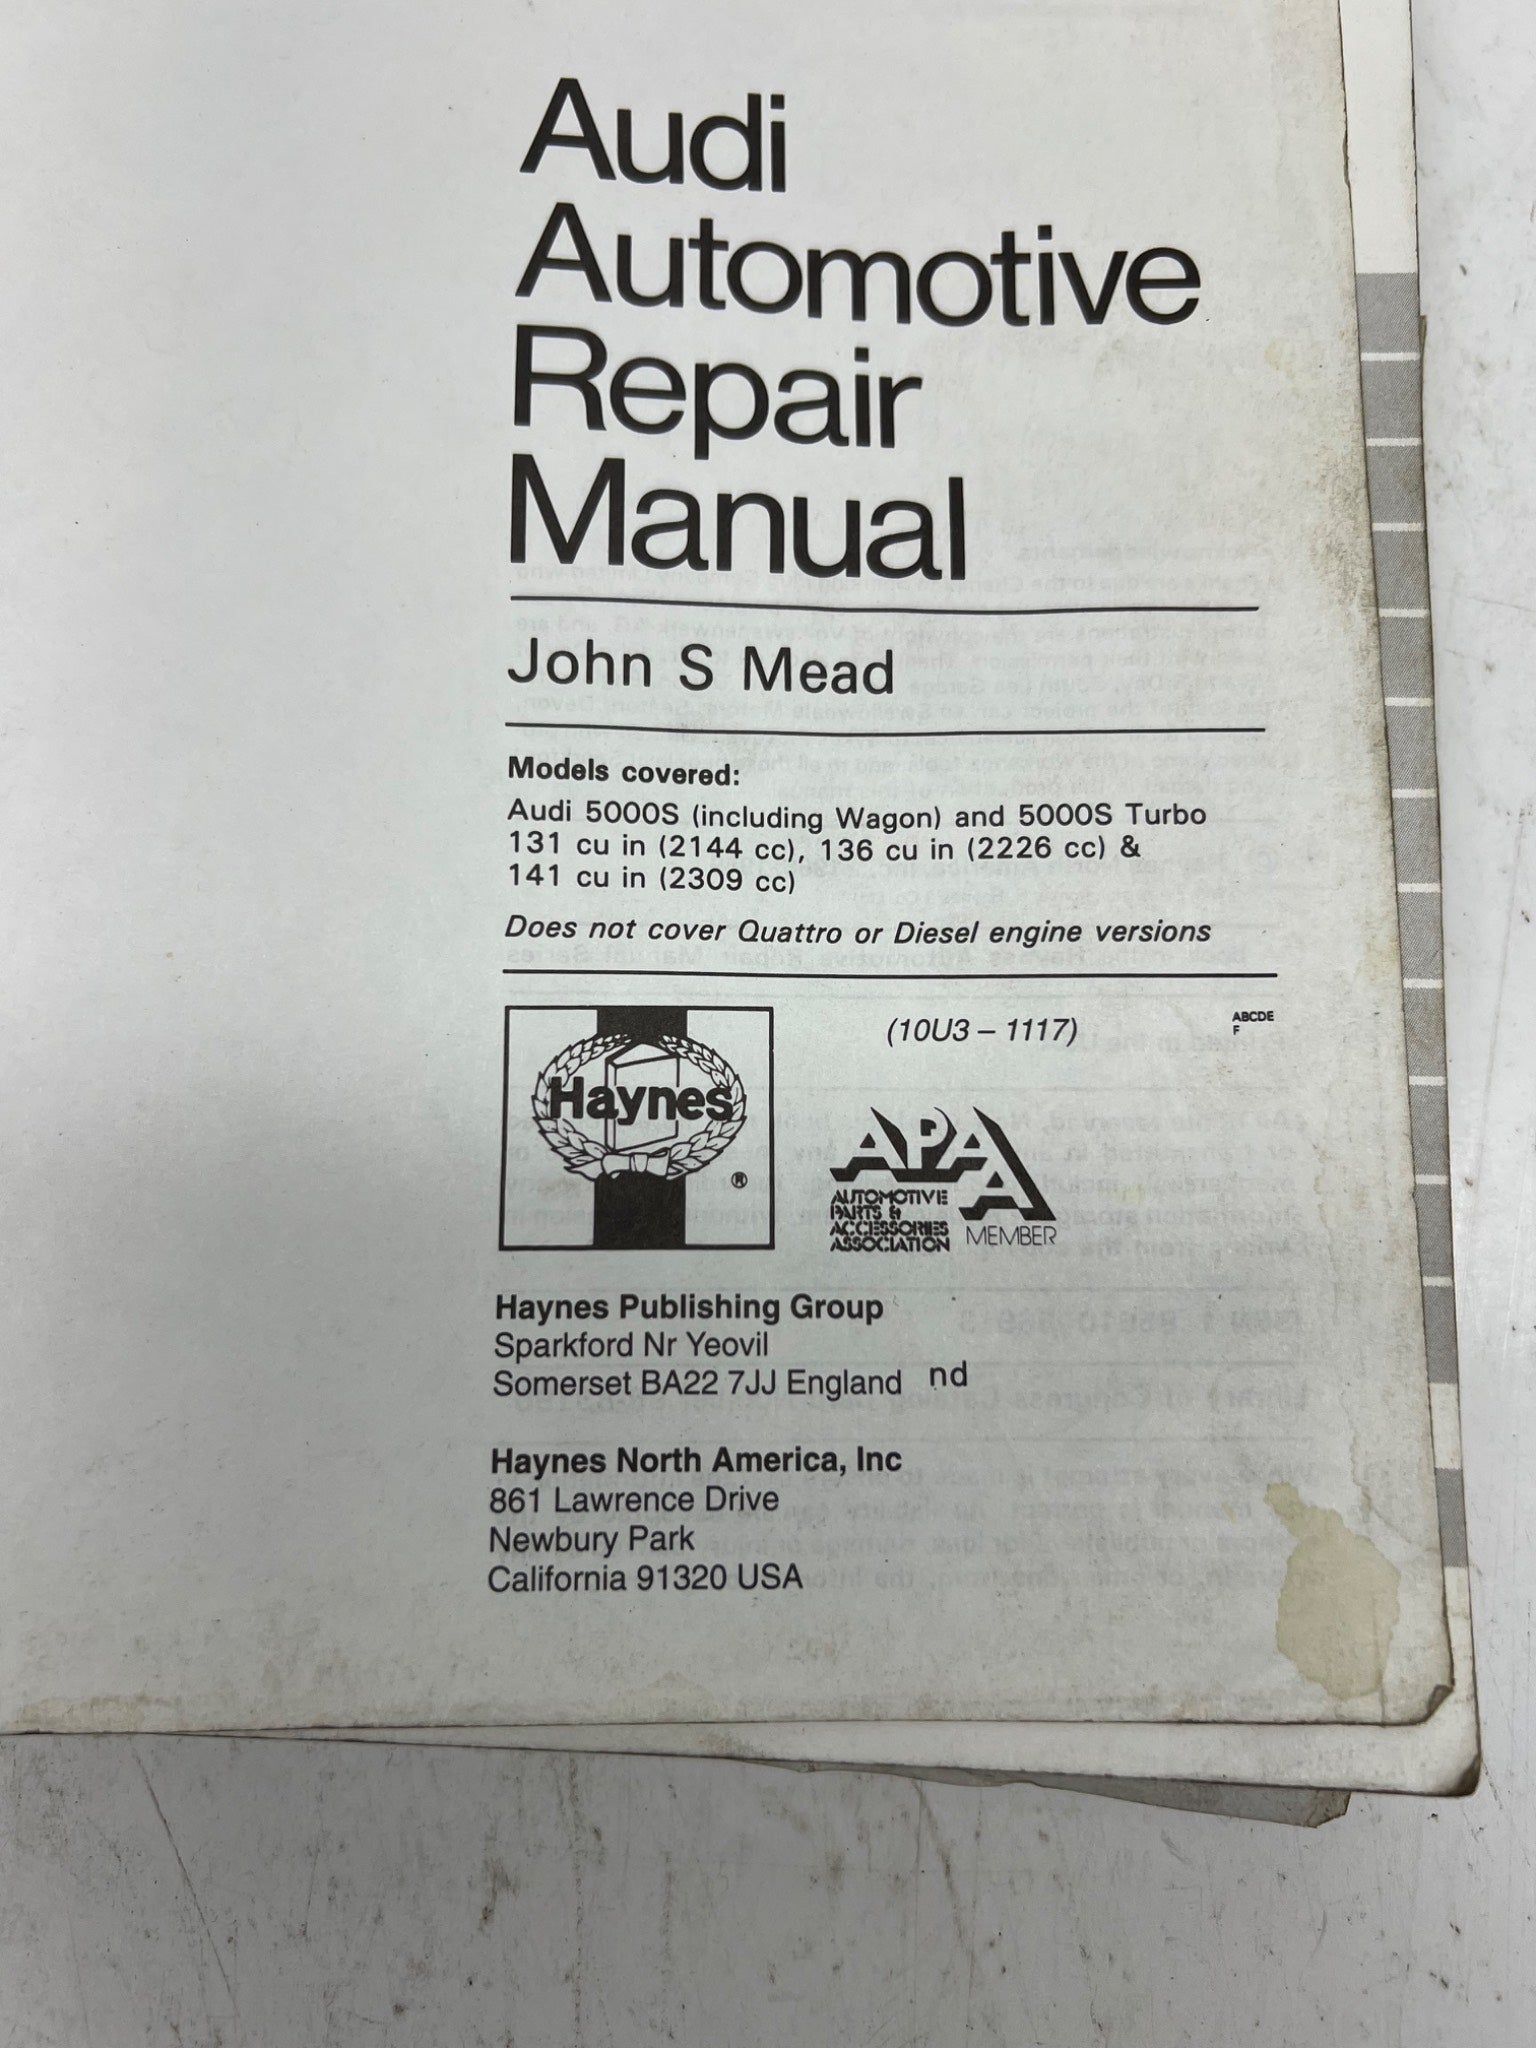 Audi
Automotive
Repair
Manual
John S Mead
Models covered:
Audi 5000S (including Wagon) and 5000S Turbo
131 cu in (2144 cc), 136 cu in (2226 cc) &
141 cu in (2309 cc)
Does not cover Quattro or Diesel engine versions
(10U3 – 1117)
ABCDE
F
Haynes
®
APAA
AUTOMOTIVE
PARTS &
ACCESSORIES
ASSOCIATION
MEMBER
Haynes Publishing Group
Sparkford Nr Yeovil
Somerset BA22 7JJ England nd
Haynes North America, Inc
861 Lawrence Drive
Newbury Park
California 91320 USA